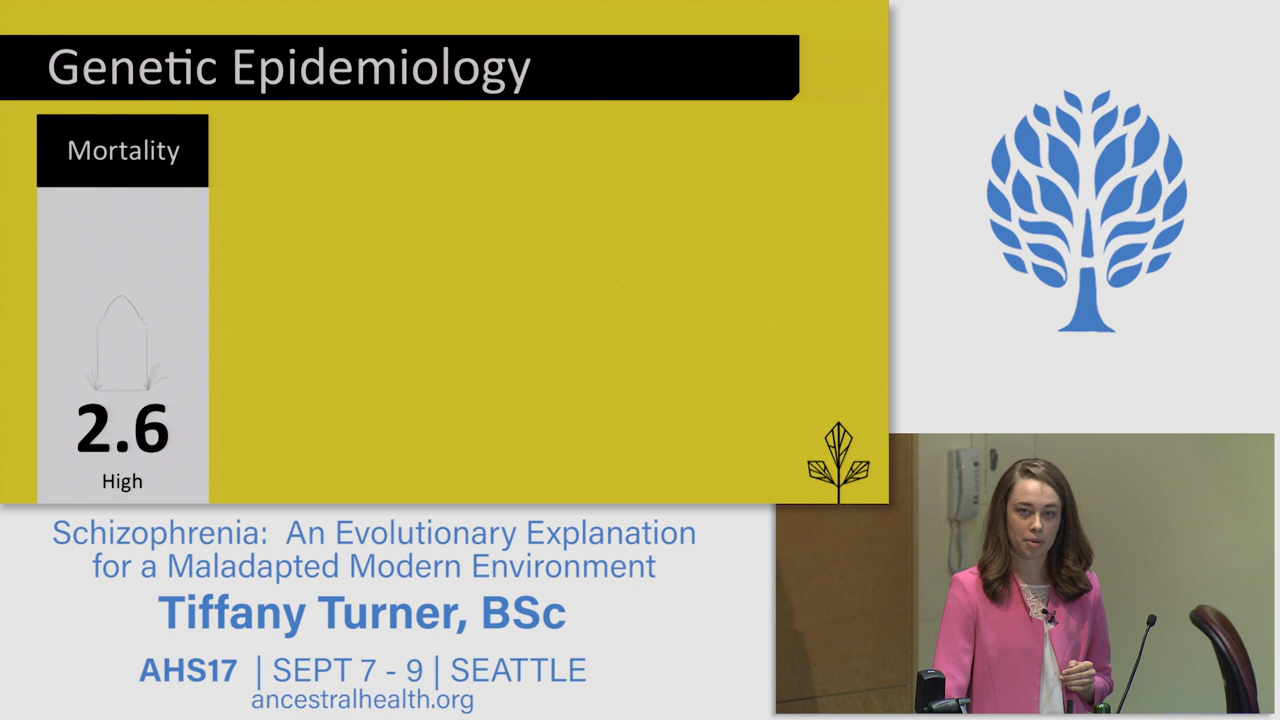 Genetic Epidemiology
Mortality
2.6
High
Schizophrenia: An Evolutionary Explanation
for a Maladapted Modern Environment
Tiffany Turner, BSc
AHS17 | SEPT 7 - 9 | SEATTLE
ancestralhealth.org